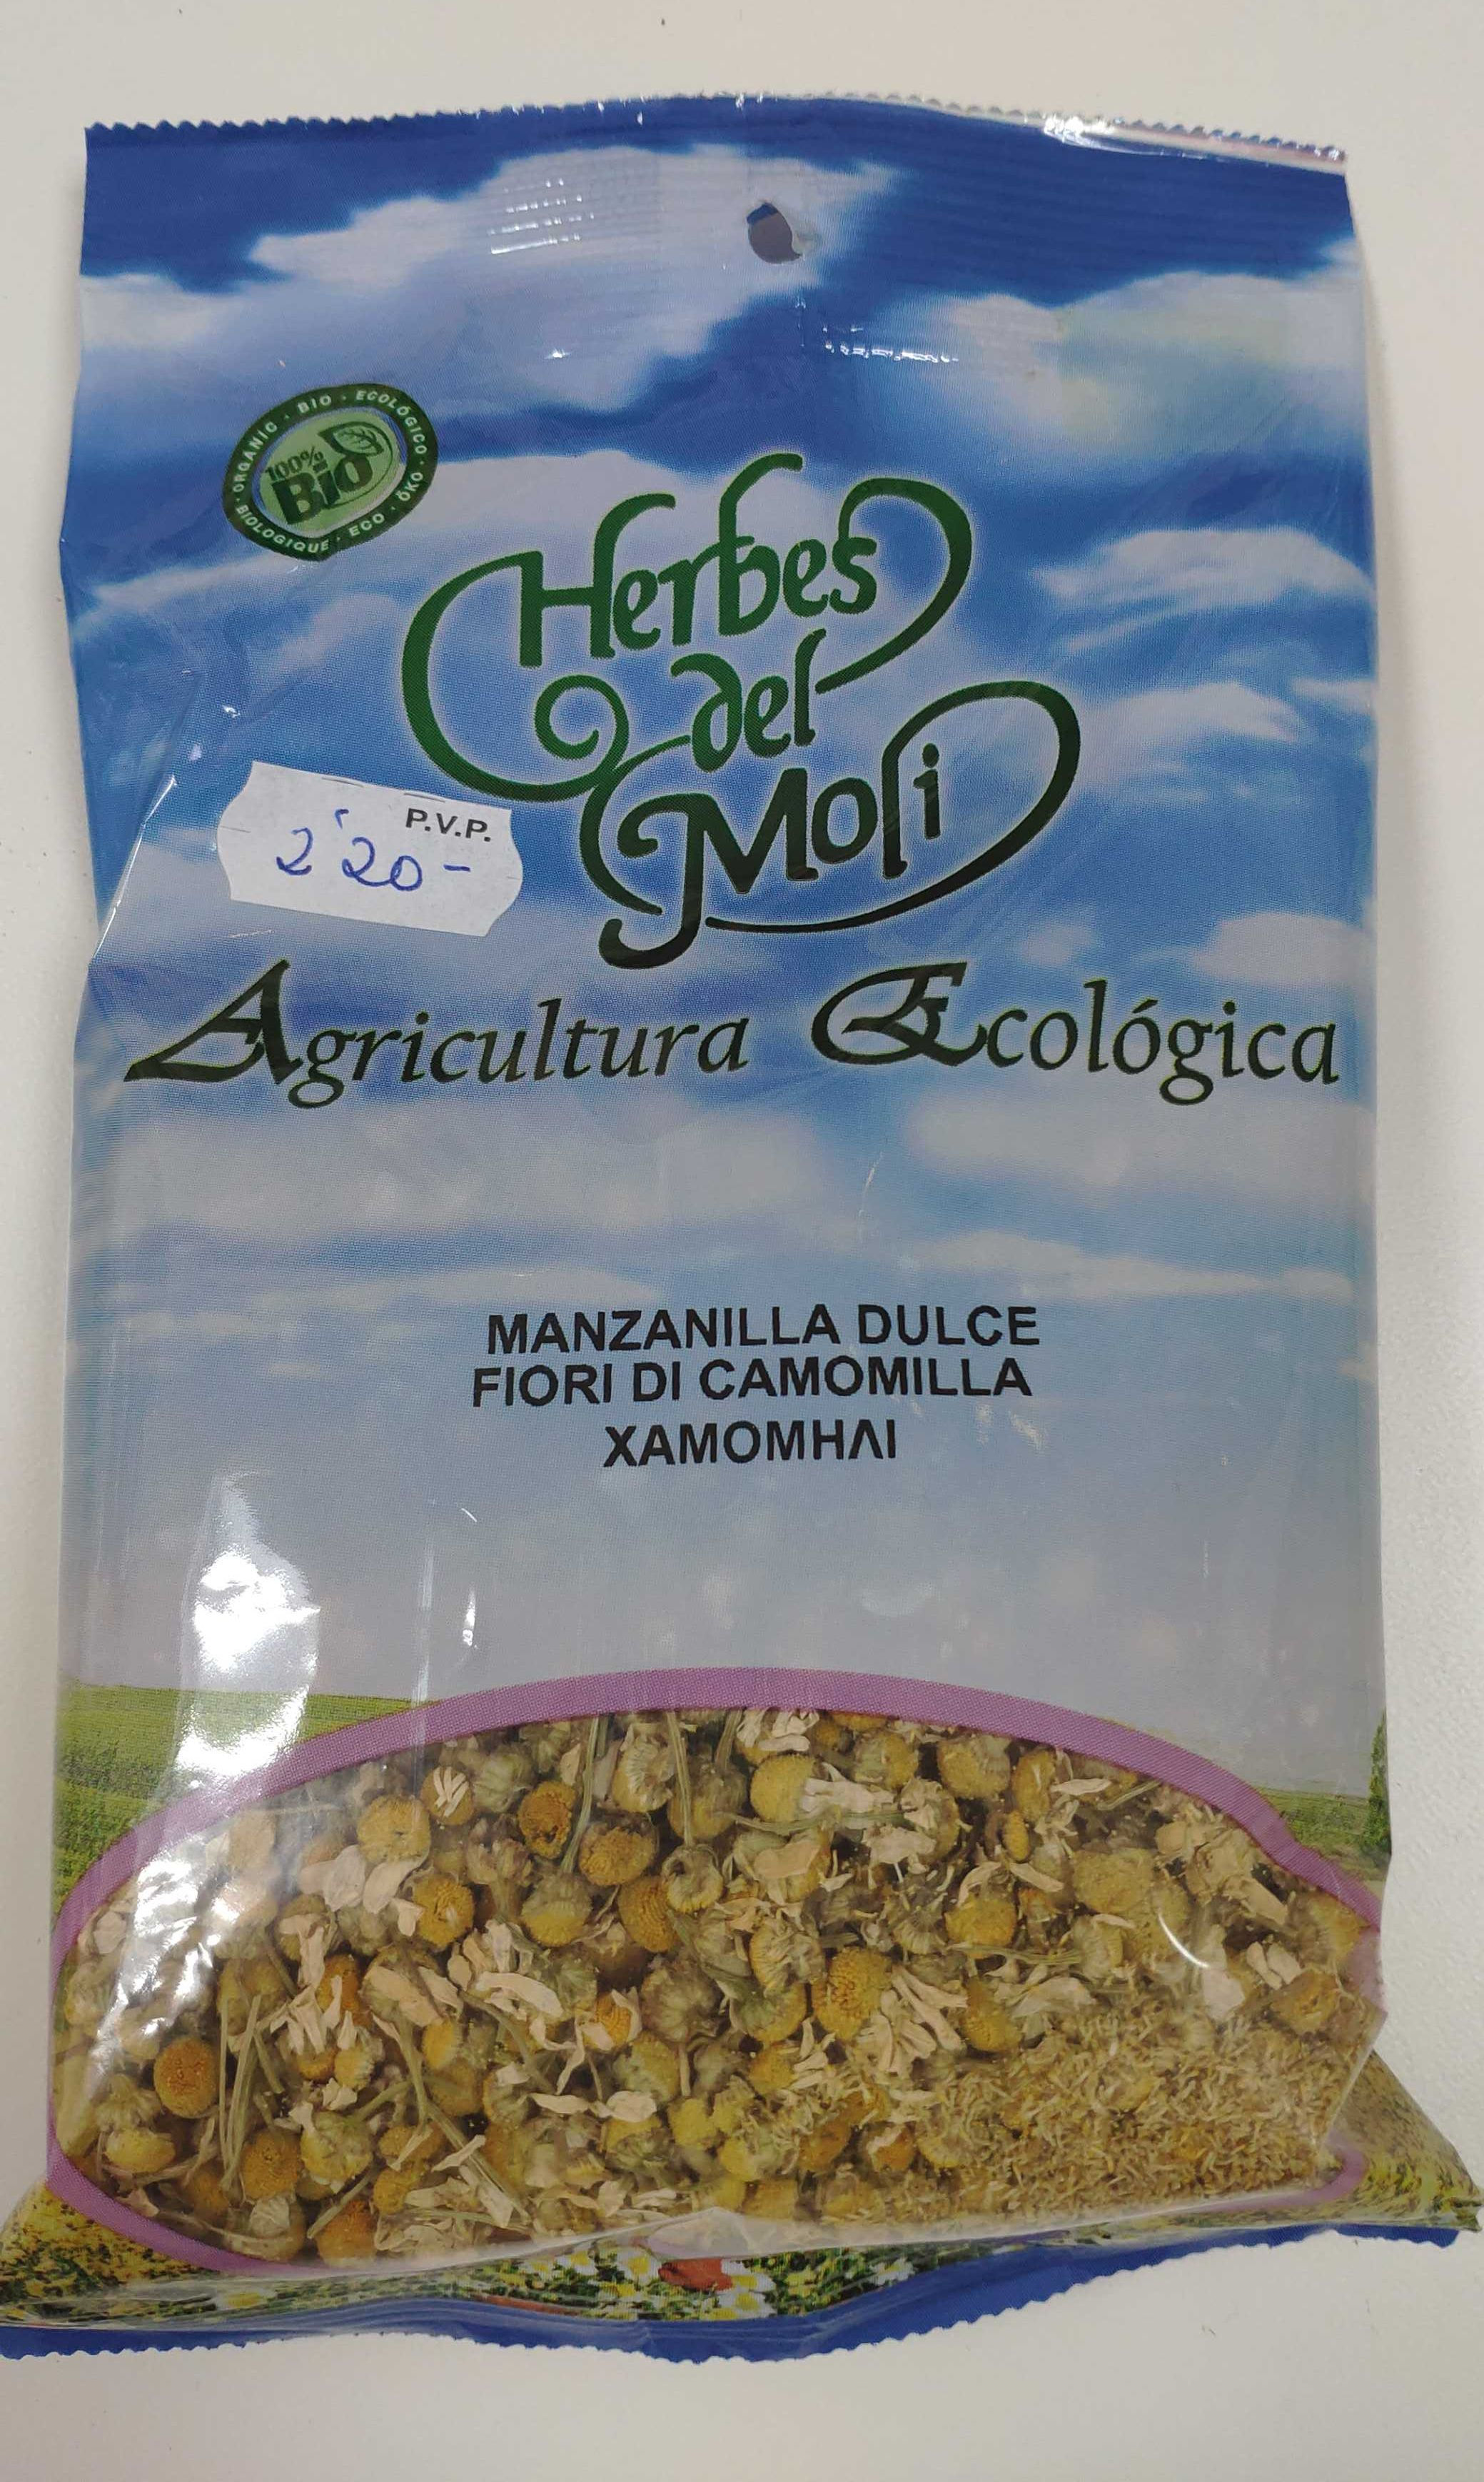 ORGANIC · BIO · ECOLÓGICO · ÖKO · ECO · BIOLOGIQUE ·
100%
Bio
Herbes
del
Moli
P.V.P.
2'20-
Agricultura Ecológica
MANZANILLA DULCE
FIORI DI CAMOMILLA
ΧΑΜΟΜΗΛΙ